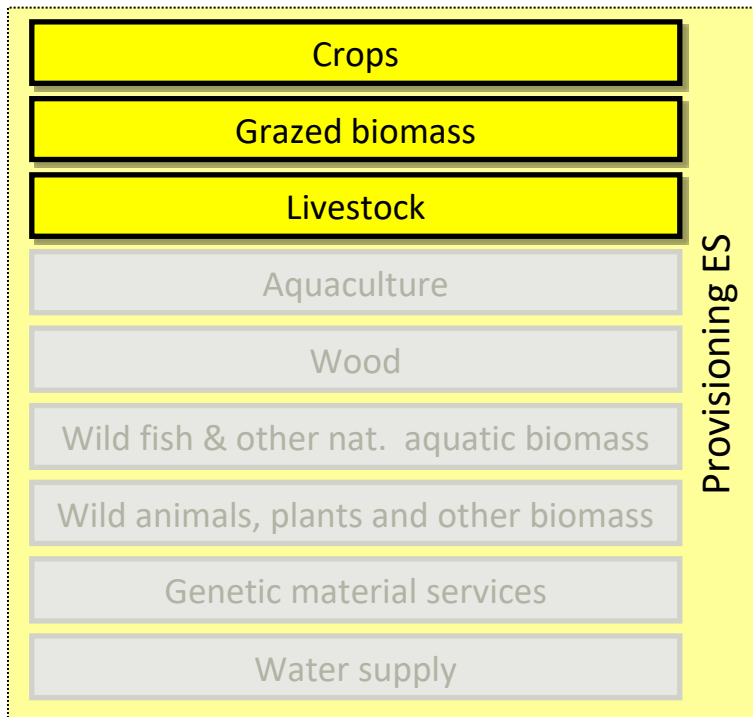 Crops
Grazed biomass
Livestock
Aquaculture
Wood
Wild fish & other nat. aquatic biomass
Wild animals, plants and other biomass
Genetic material services
Water supply
Provisioning ES